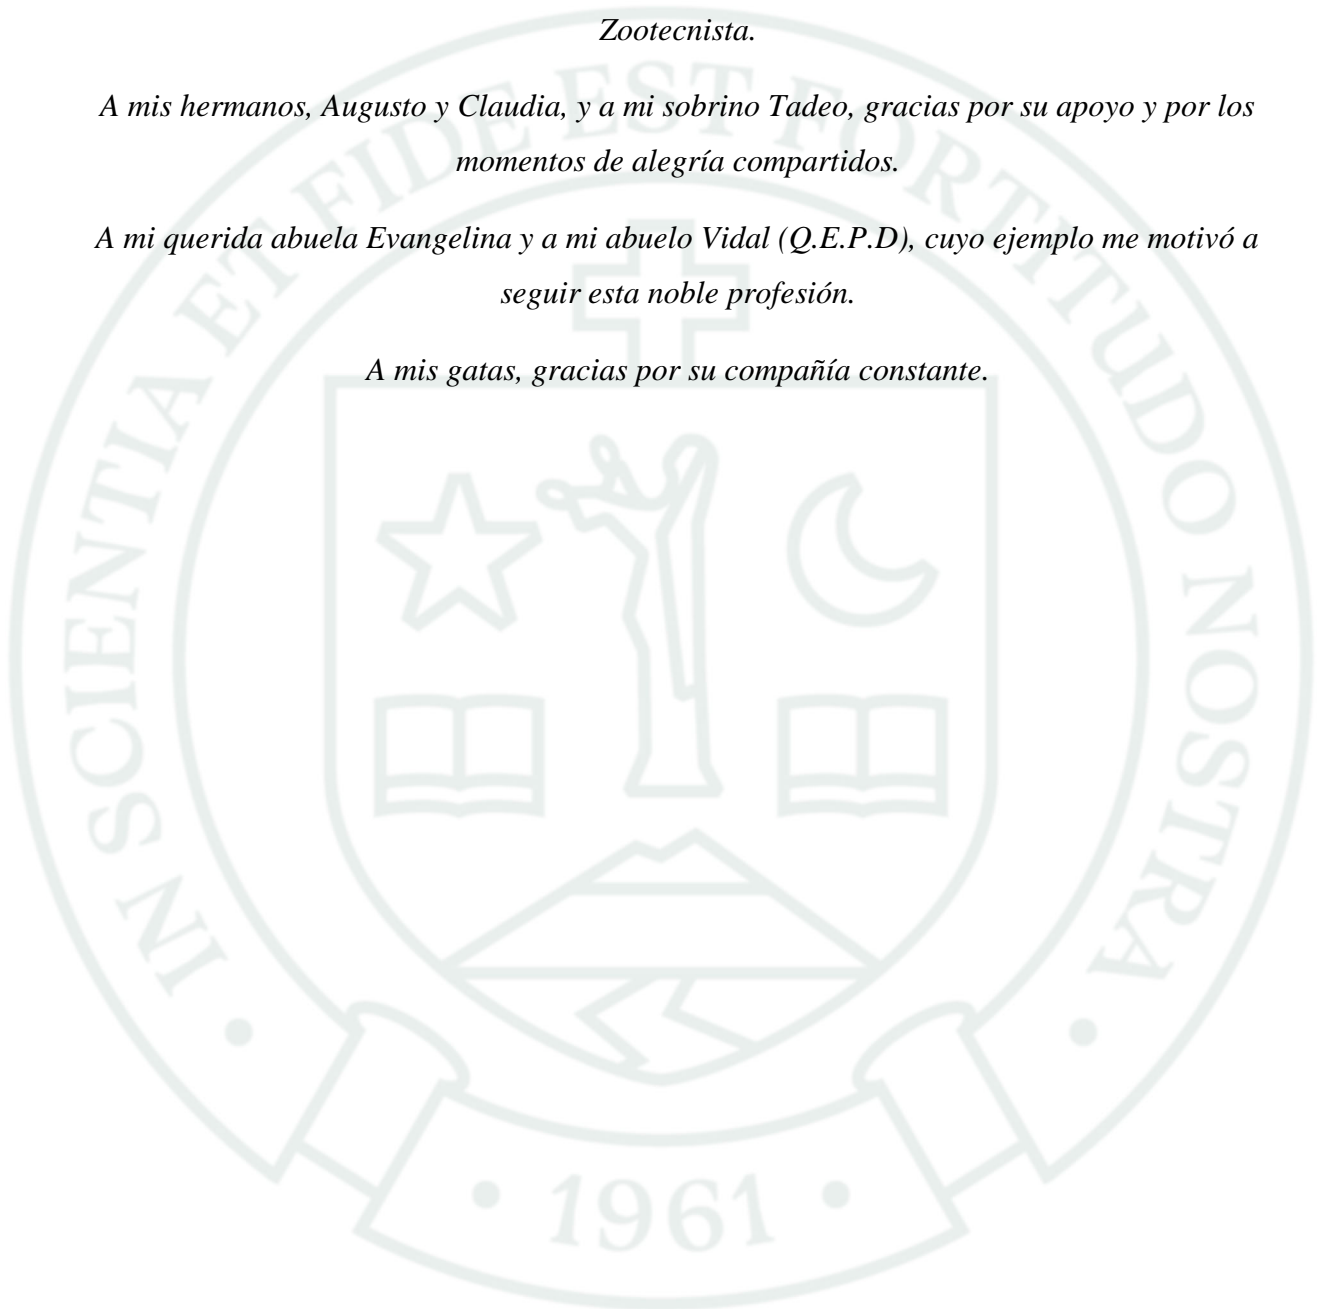 Zootecnista.
A mis hermanos, Augusto y Claudia, y a mi sobrino Tadeo, gracias por su apoyo y por los
momentos de alegría compartidos.
A mi querida abuela Evangelina y a mi abuelo Vidal (Q.E.P.D), cuyo ejemplo me motivó a
seguir esta noble profesión.
A mis gatas, gracias por su compañía constante.
IN SCIENTIA ET FIDE EST FORTITUDO NOSTRA
• 1961 •